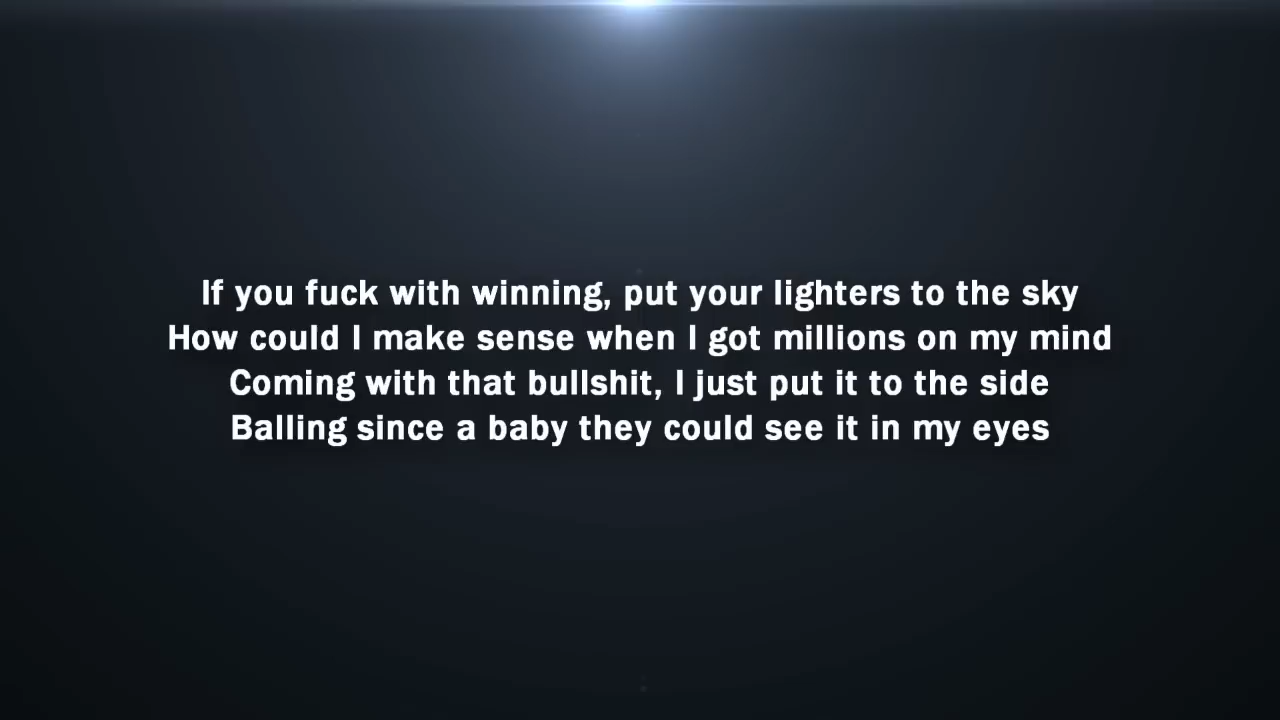 If you fuck with winning, put your lighters to the sky
How could I make sense when I got millions on my mind
Coming with that bullshit, I just put it to the side
Balling since a baby they could see it in my eyes